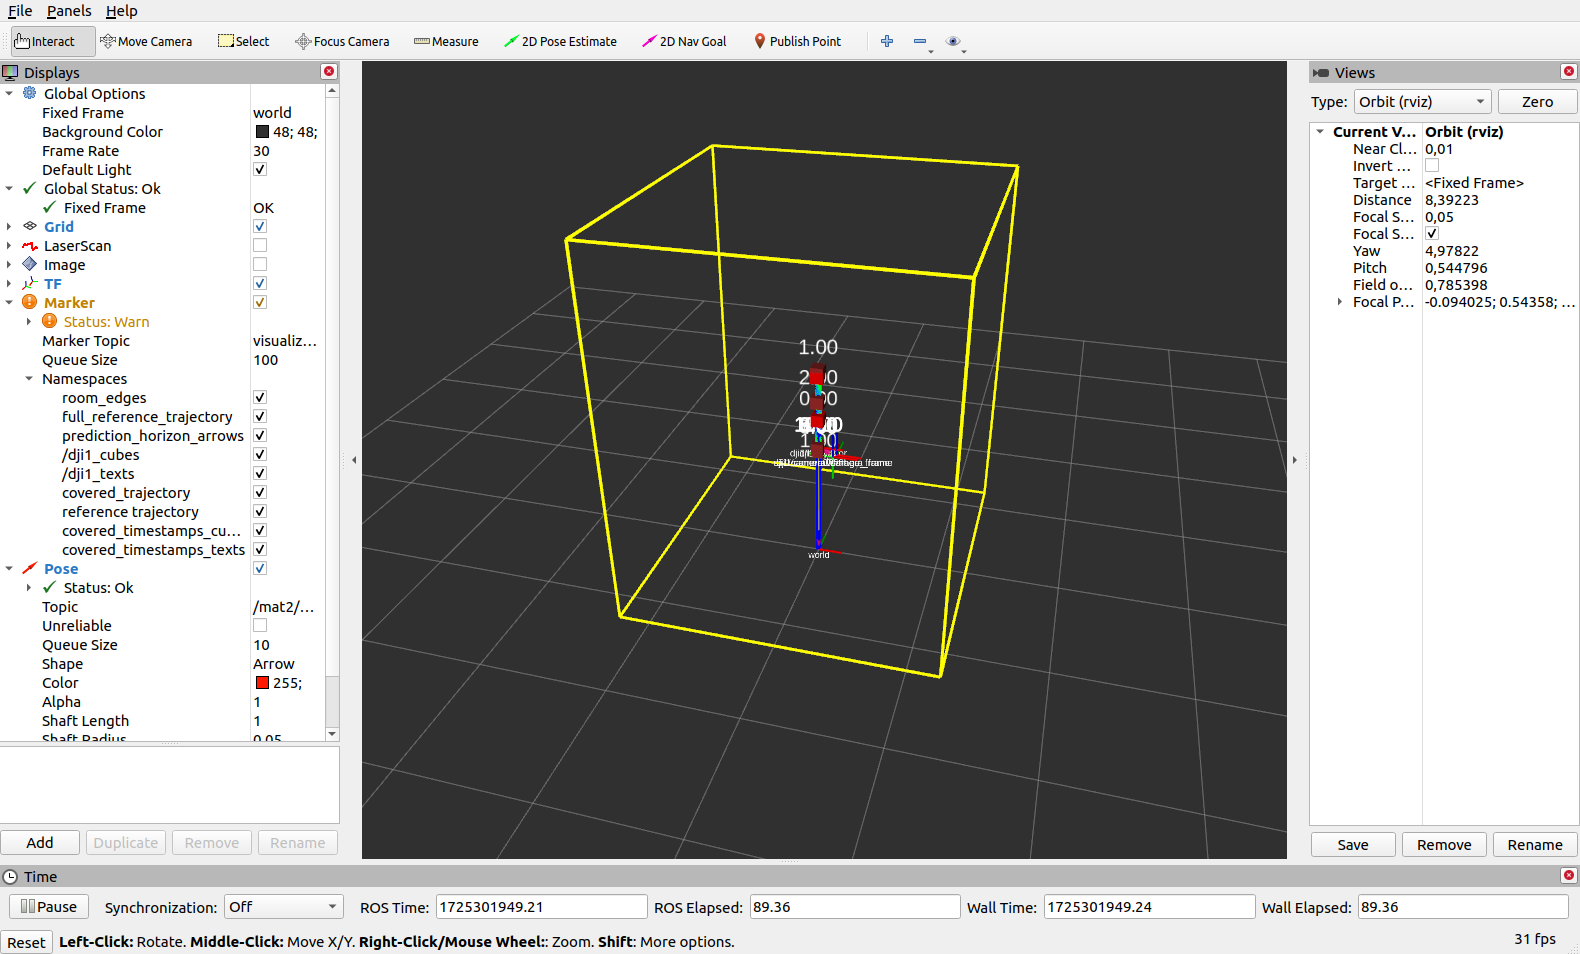 File Panels Help
Interact Move Camera Select Focus Camera Measure 2D Pose Estimate 2D Nav Goal Publish Point
Displays
Global Options
Fixed Frame world
Background Color 48; 48;
Frame Rate 30
Default Light
Global Status: Ok
Fixed Frame OK
Grid
LaserScan
Image
TF
Marker
Status: Warn
Marker Topic visualiz...
Queue Size 100
Namespaces
room_edges
full_reference_trajectory
prediction_horizon_arrows
/dji1_cubes
/dji1_texts
covered_trajectory
reference trajectory
covered_timestamps_cu...
covered_timestamps_texts
Pose
Status: Ok
Topic /mat2/...
Unreliable
Queue Size 10
Shape Arrow
Color 255;
Alpha 1
Shaft Length 1
Shaft Radius 0.05
Add Duplicate Remove Rename
1.00
world
Views
Type: Orbit (rviz) Zero
Current V... Orbit (rviz)
Near Cl... 0,01
Invert ...
Target ... <Fixed Frame>
Distance 8,39223
Focal S... 0,05
Focal S...
Yaw 4,97822
Pitch 0,544796
Field o... 0,785398
Focal P... -0.094025; 0.54358; ...
Save Remove Rename
Time
Pause Synchronization: Off ROS Time: 1725301949.21 ROS Elapsed: 89.36 Wall Time: 1725301949.24 Wall Elapsed: 89.36
Reset Left-Click: Rotate. Middle-Click: Move X/Y. Right-Click/Mouse Wheel:: Zoom. Shift: More options. 31 fps